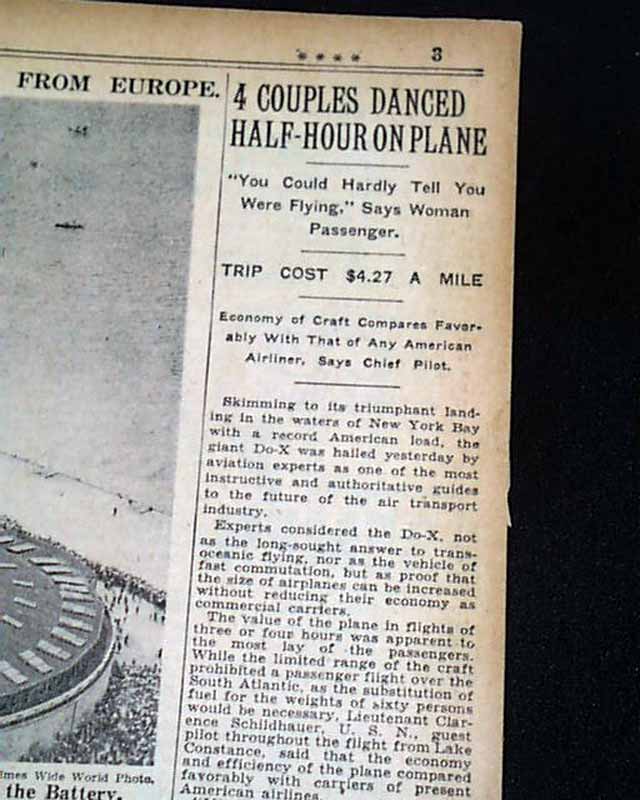 3
FROM EUROPE.
4 COUPLES DANCED
HALF-HOUR ON PLANE
"You Could Hardly Tell You
Were Flying," Says Woman
Passenger.
TRIP COST $4.27 A MILE
Economy of Craft Compares Favor-
ably With That of Any American
Airliner, Says Chief Pilot.
Skimming to its triumphant land-
ing in the waters of New York Bay
with a record American load, the
giant Do-X was hailed yesterday by
aviation experts as one of the most
instructive and authoritative guides
to the future of the air transport
industry.
Experts considered the Do-X, not
as the long-sought answer to trans-
oceanic flying, nor as the vehicle of
fast commutation, but as proof that
the size of airplanes can be increased
without reducing their economy as
commercial carriers.
The value of the plane in flights of
three or four hours was apparent to
the most lay of the passengers.
While the limited range of the craft
prohibited a passenger flight over the
South Atlantic, as the substitution of
fuel for the weights of sixty persons
would be necessary, Lieutenant Clar-
ence Schildhauer, U. S. N., guest
pilot throughout the flight from Lake
Constance, said that the economy
and efficiency of the plane compared
favorably with carriers of present
American airlines.
imes Wide World Photo.
the Battery.